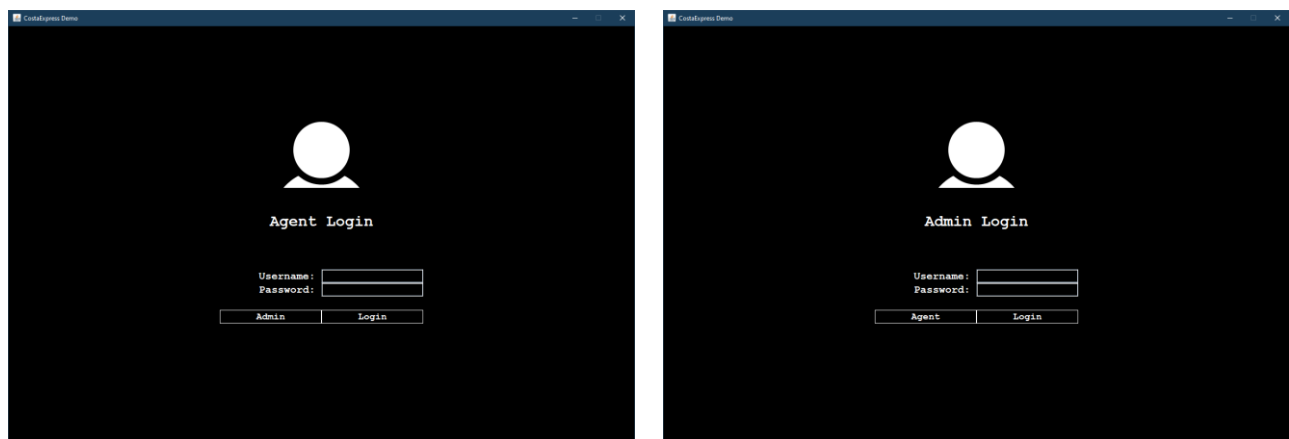 CostaExpress Demo
Agent Login
Username:
Password:
Admin Login
CostaExpress Demo
Admin Login
Username:
Password:
Agent Login